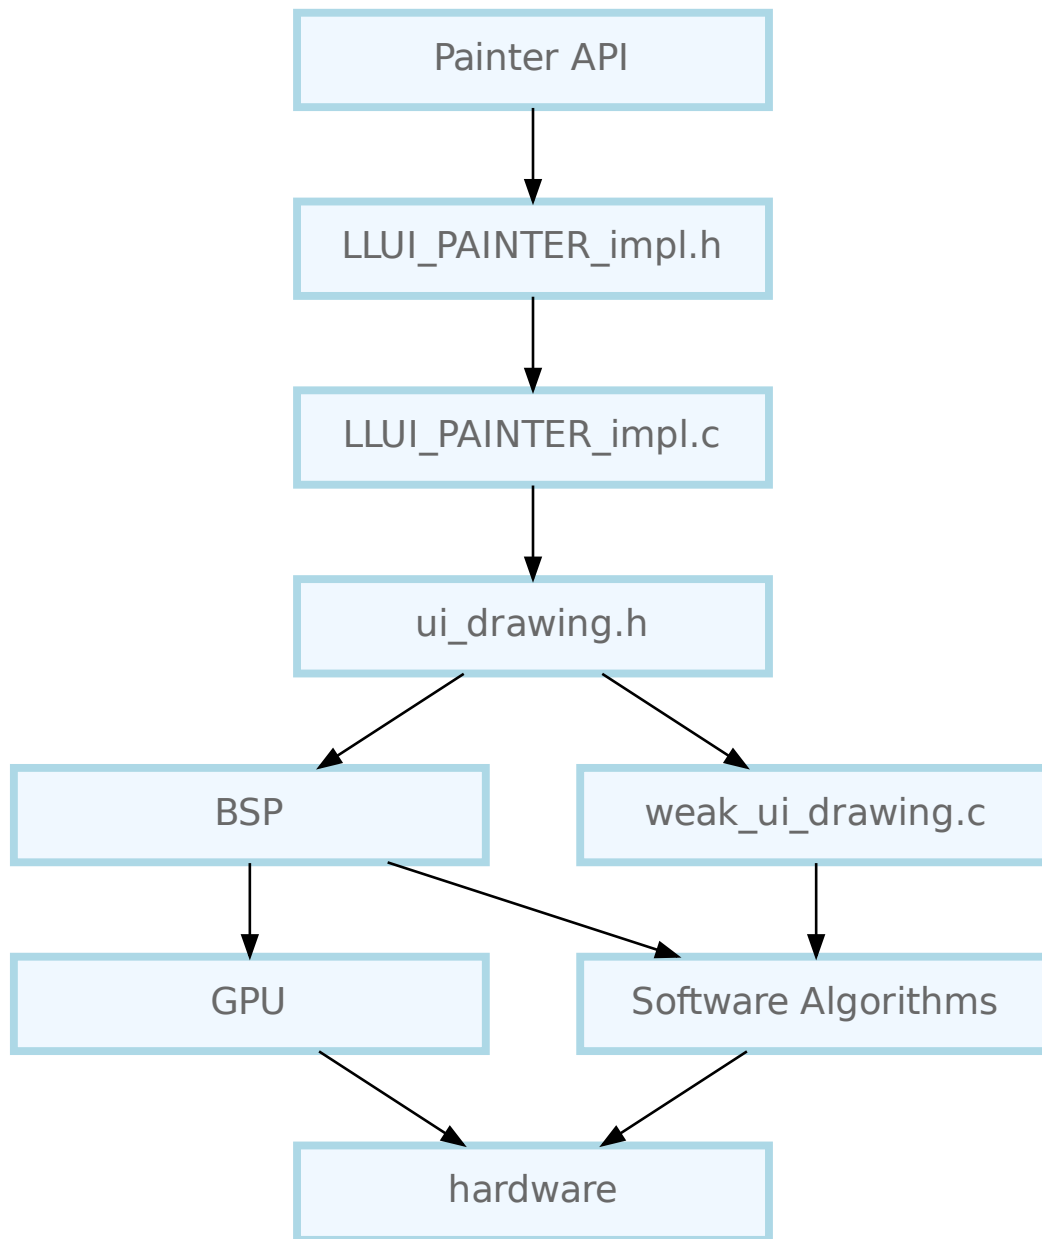 Painter API
LLUI_PAINTER_impl.h
LLUI_PAINTER_impl.c
ui_drawing.h
BSP
weak_ui_drawing.c
GPU
Software Algorithms
hardware